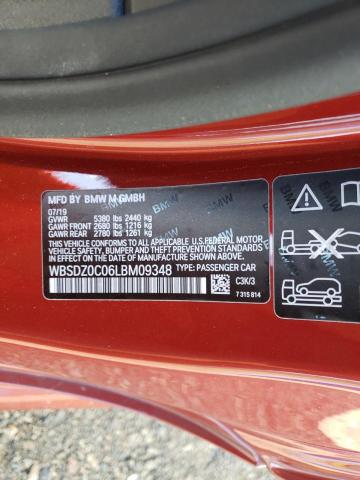 MFD BY BMW M GMBH
07/19
GVWR 5380 lbs 2440 kg
GAWR FRONT 2680 lbs 1216 kg
GAWR REAR 2780 lbs 1261 kg
THIS VEHICLE CONFORMS TO ALL APPLICABLE U.S. FEDERAL MOTOR
VEHICLE SAFETY, BUMPER AND THEFT PREVENTION STANDARDS
IN EFFECT ON THE DATE OF MANUFACTURE SHOWN ABOVE.
WBSDZ0C06LBM09348 TYPE: PASSENGER CAR
C3K/3
7 315 814
BMW
BMW